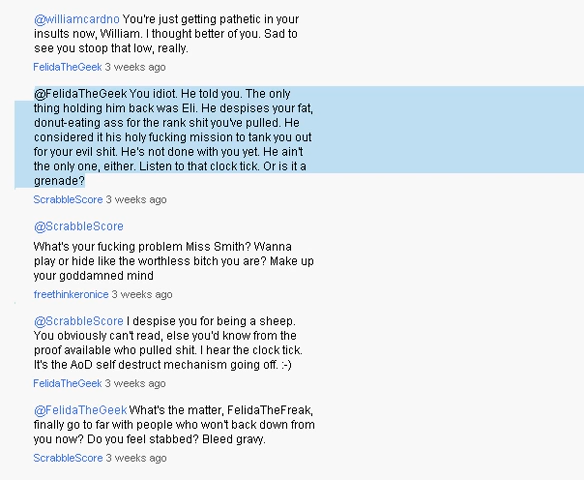 @williamcardno You're just getting pathetic in your
insults now, William. I thought better of you. Sad to
see you stoop that low, really.
FelidaTheGeek 3 weeks ago
@FelidaTheGeek You idiot. He told you. The only
thing holding him back was Eli. He despises your fat,
donut-eating ass for the rank shit you've pulled. He
considered it his holy fucking mission to tank you out
for your evil shit. He's not done with you yet. He ain't
the only one, either. Listen to that clock tick. Or is it a
grenade?
ScrabbleScore 3 weeks ago
@ScrabbleScore
What's your fucking problem Miss Smith? Wanna
play or hide like the worthless bitch you are? Make up
your goddamned mind
freethinkeronice 3 weeks ago
@ScrabbleScore I despise you for being a sheep.
You obviously can't read, else you'd know from the
proof available who pulled shit. I hear the clock tick.
It's the AoD self destruct mechanism going off. :-)
FelidaTheGeek 3 weeks ago
@FelidaTheGeek What's the matter, FelidaTheFreak,
finally go to far with people who won't back down from
you now? Do you feel stabbed? Bleed gravy.
ScrabbleScore 3 weeks ago